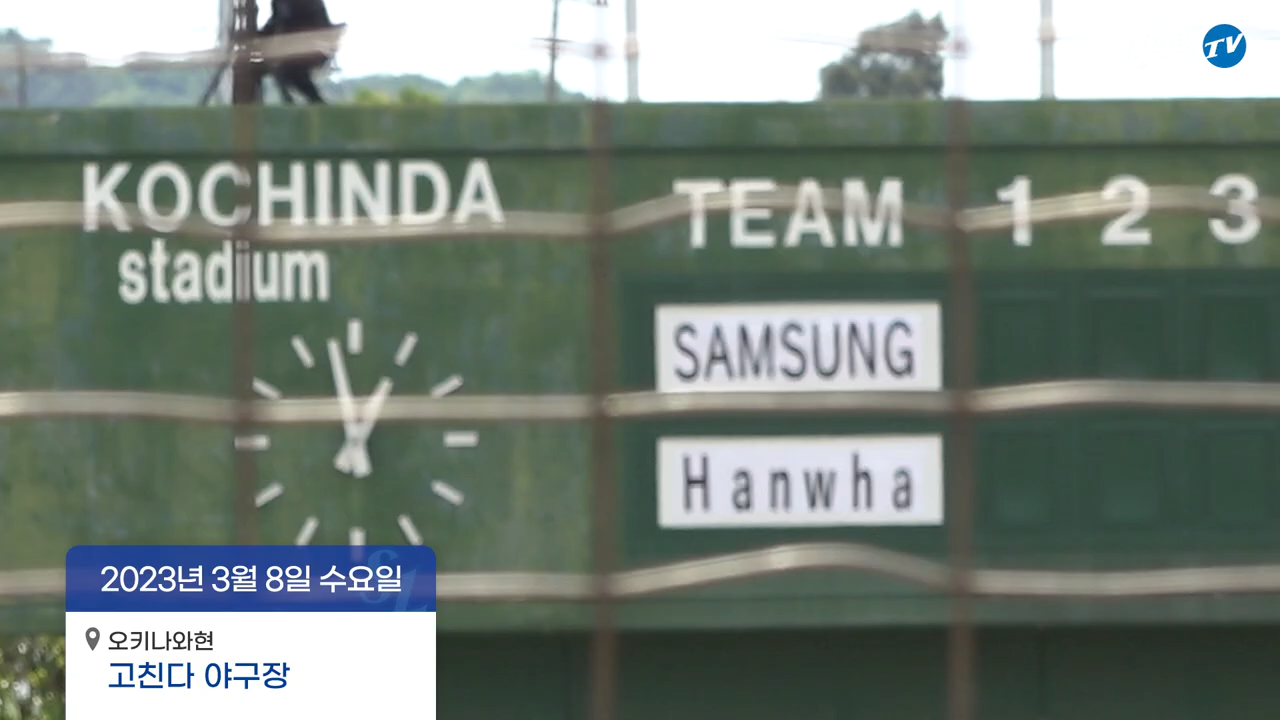 TV
KOCHINDA
stadium
TEAM 1 2 3
SAMSUNG
Hanwha
2023년 3월 8일 수요일
오키나와현
고친다 야구장